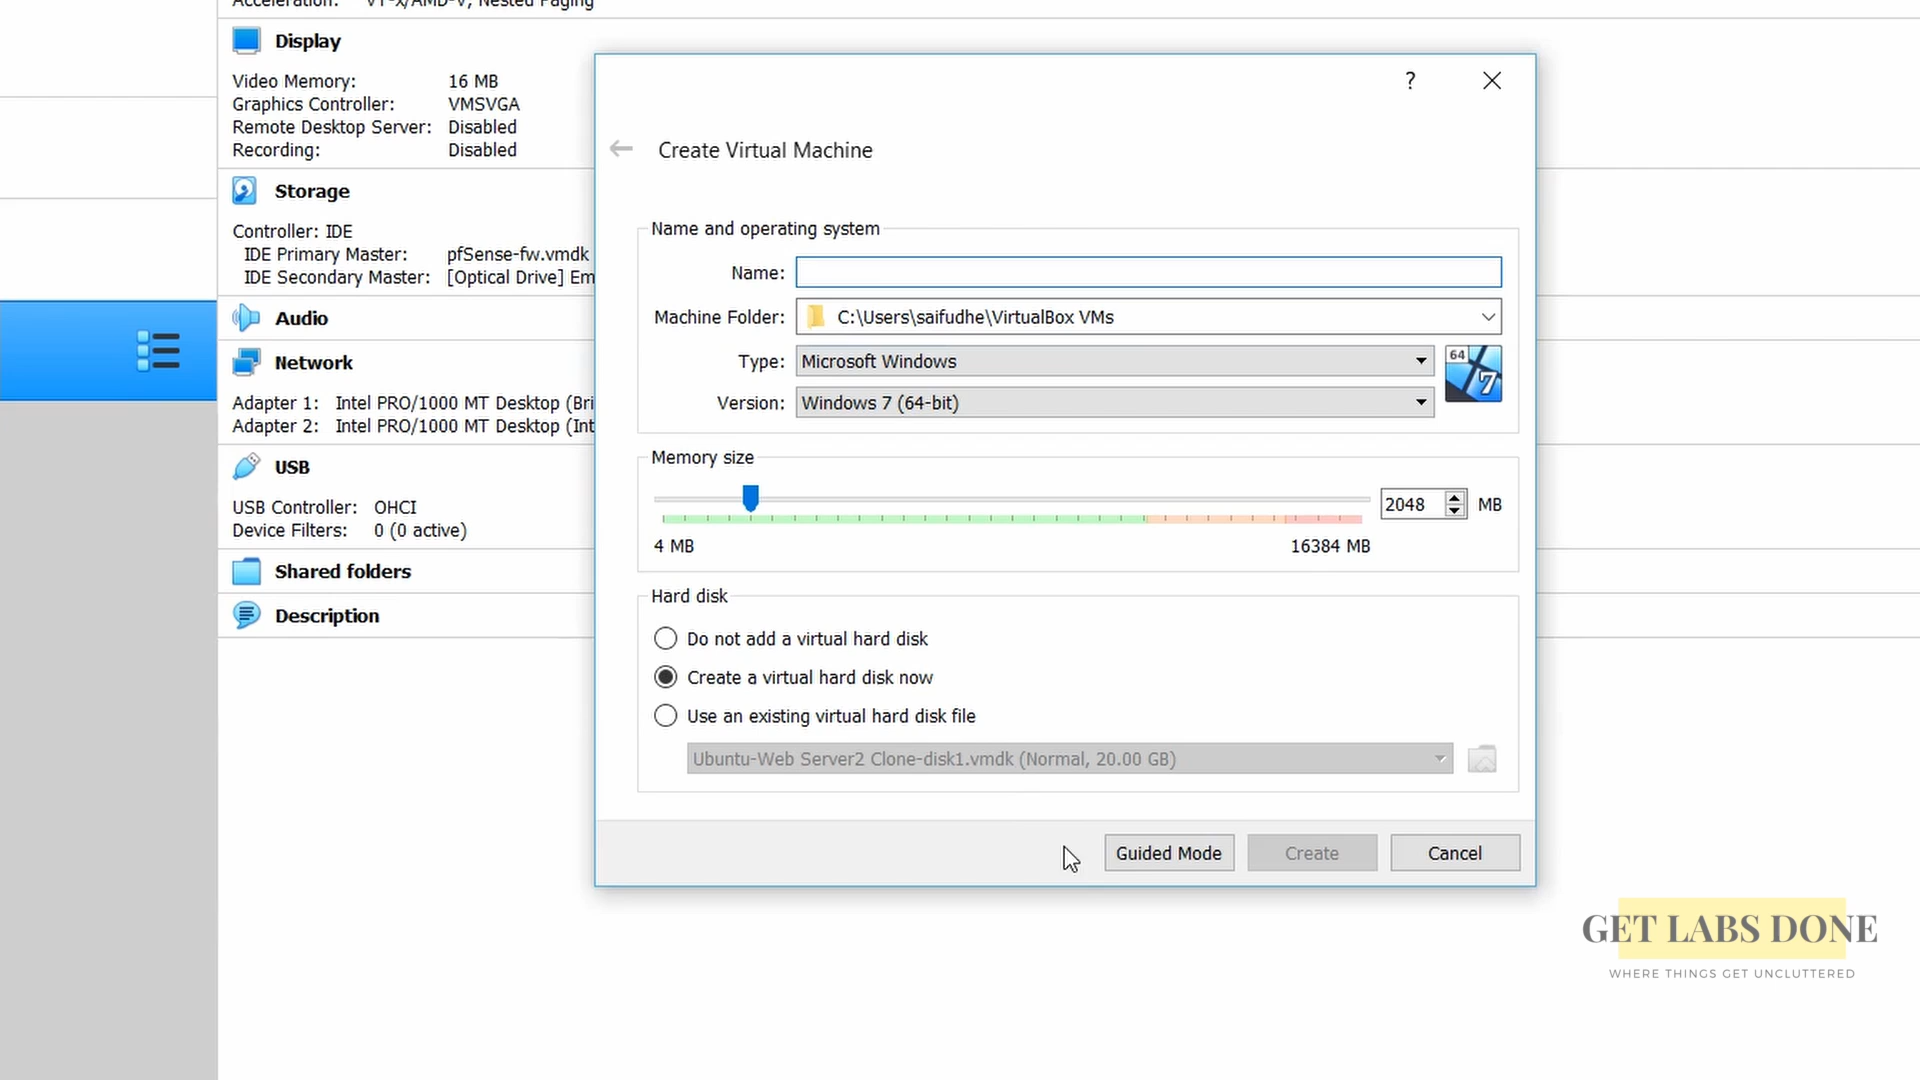 Acceleration: VT-x/AMD-V, Nested Paging
Display
Video Memory: 16 MB
Graphics Controller: VMSVGA
Remote Desktop Server: Disabled
Recording: Disabled
Storage
Controller: IDE
IDE Primary Master: pfSense-fw.vmdk
IDE Secondary Master: [Optical Drive] Em
Audio
Network
Adapter 1: Intel PRO/1000 MT Desktop (Bri
Adapter 2: Intel PRO/1000 MT Desktop (Int
USB
USB Controller: OHCI
Device Filters: 0 (0 active)
Shared folders
Description
?
Create Virtual Machine
Name and operating system
Name:
Machine Folder: C:\Users\saifudhe\VirtualBox VMs
Type: Microsoft Windows
64
7
Version: Windows 7 (64-bit)
Memory size
2048 MB
4 MB 16384 MB
Hard disk
Do not add a virtual hard disk
Create a virtual hard disk now
Use an existing virtual hard disk file
Ubuntu-Web Server2 Clone-disk1.vmdk (Normal, 20.00 GB)
Guided Mode Create Cancel
GET LABS DONE
WHERE THINGS GET UNCLUTTERED